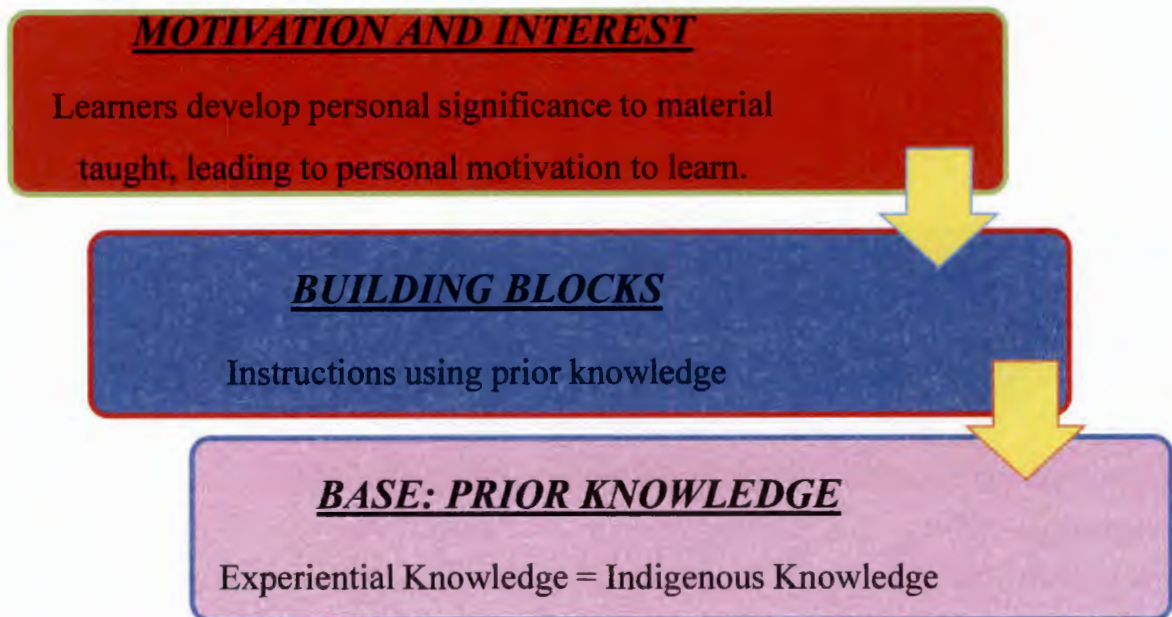 MOTIVATION AND INTEREST
Learners develop personal significance to material
taught, leading to personal motivation to learn.
BUILDING BLOCKS
Instructions using prior knowledge
BASE: PRIOR KNOWLEDGE
Experiential Knowledge = Indigenous Knowledge